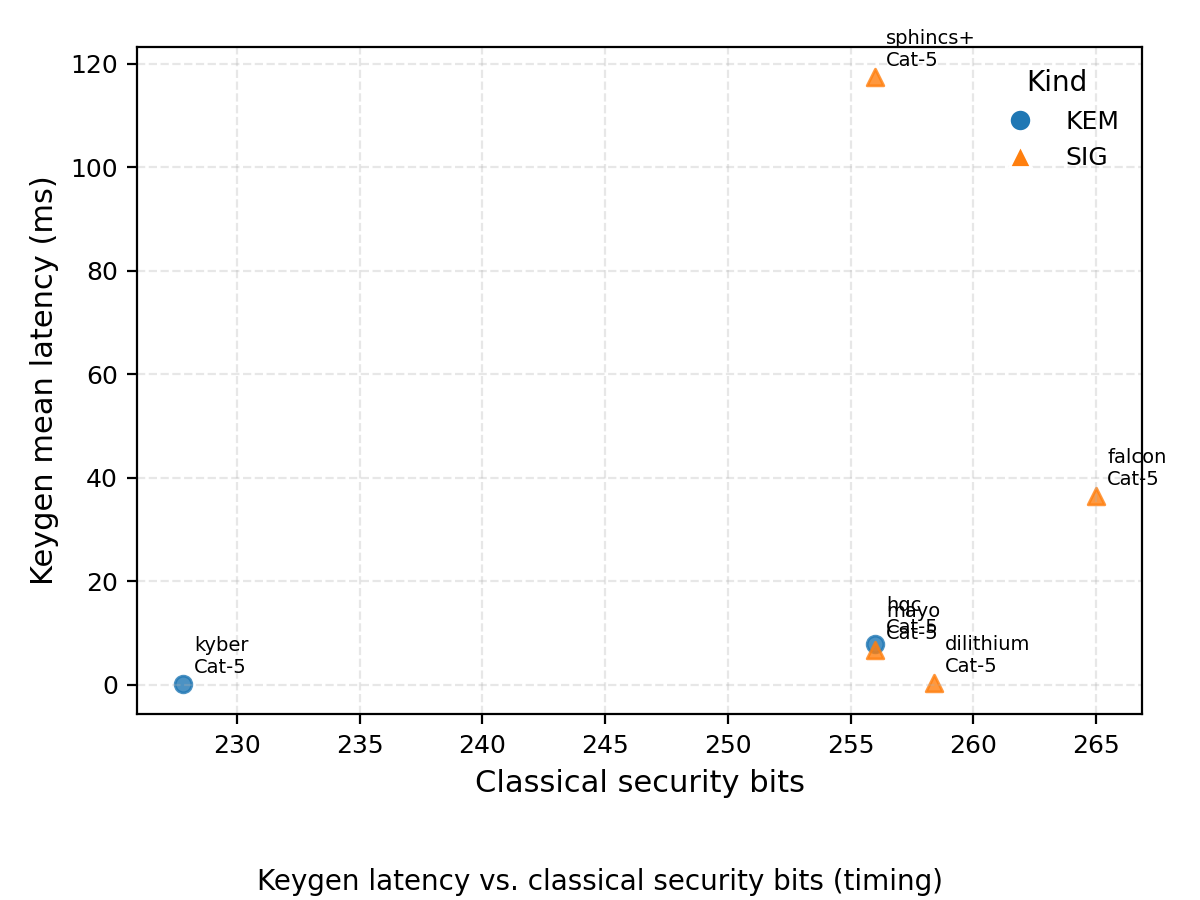 sphincs+
Cat-5
Kind
KEM
SIG
120
100
80
60
40
20
0
Keygen mean latency (ms)
falcon
Cat-5
hqc
Cat-5
mayo
Cat-5
kyber
Cat-5
dilithium
Cat-5
230
235
240
245
250
255
260
265
Classical security bits
Keygen latency vs. classical security bits (timing)